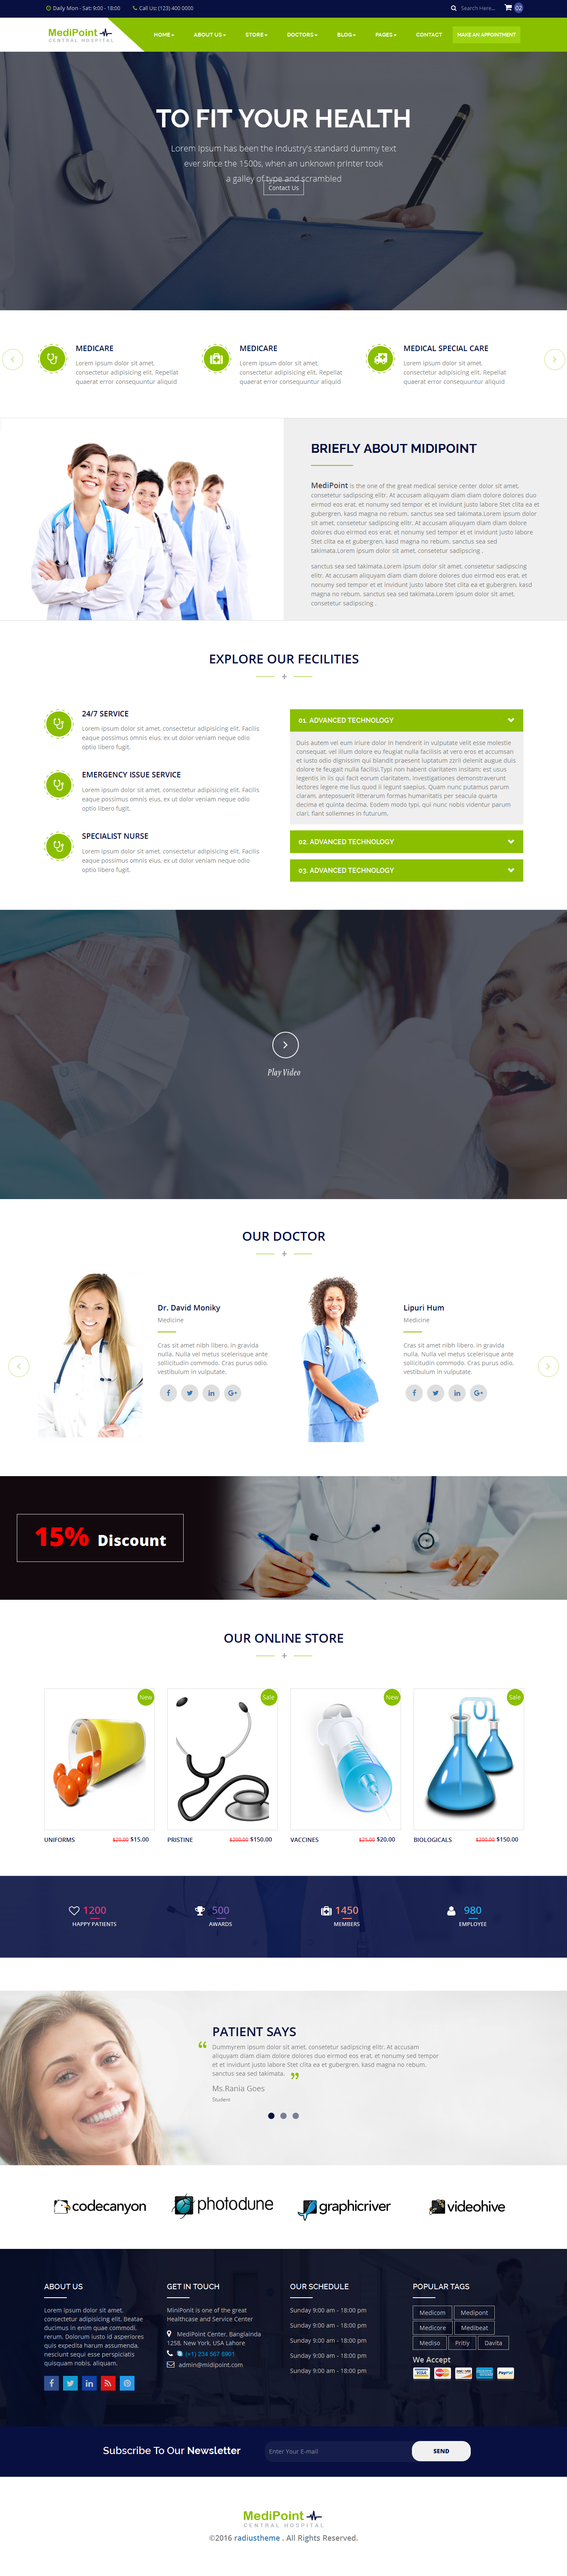 Daily Mon - Sat: 9:00 - 18:00
Call Us: (123) 400 0000
Search Here...
02
MediPoint
CENTRAL HOSPITAL
HOME
ABOUT US
STORE
DOCTORS
BLOG
PAGES
CONTACT
MAKE AN APPOINTMENT
TO FIT YOUR HEALTH
Lorem Ipsum has been the industry's standard dummy text
ever since the 1500s, when an unknown printer took
a galley of type and scrambled
Contact Us
MEDICARE
Lorem ipsum dolor sit amet,
consectetur adipisicing elit. Repellat
quaerat error consequuntur aliquid
MEDICARE
Lorem ipsum dolor sit amet,
consectetur adipisicing elit. Repellat
quaerat error consequuntur aliquid
MEDICAL SPECIAL CARE
Lorem ipsum dolor sit amet,
consectetur adipisicing elit. Repellat
quaerat error consequuntur aliquid
BRIEFLY ABOUT MIDIPOINT
MediPoint is the one of the great medical service center dolor sit amet,
consetetur sadipscing elitr. At accusam aliquyam diam diam dolore dolores duo
eirmod eos erat, et nonumy sed tempor et et invidunt justo labore Stet clita ea et
gubergren, kasd magna no rebum. sanctus sea sed takimata.Lorem ipsum dolor
sit amet, consetetur sadipscing elitr. At accusam aliquyam diam diam dolore
dolores duo eirmod eos erat, et nonumy sed tempor et et invidunt justo labore
Stet clita ea et gubergren, kasd magna no rebum. sanctus sea sed
takimata.Lorem ipsum dolor sit amet, consetetur sadipscing .
sanctus sea sed takimata.Lorem ipsum dolor sit amet, consetetur sadipscing
elitr. At accusam aliquyam diam diam dolore dolores duo eirmod eos erat, et
nonumy sed tempor et et invidunt justo labore Stet clita ea et gubergren, kasd
magna no rebum. sanctus sea sed takimata.Lorem ipsum dolor sit amet,
consetetur sadipscing .
EXPLORE OUR FECILITIES
24/7 SERVICE
Lorem ipsum dolor sit amet, consectetur adipisicing elit. Facilis
eaque possimus omnis eius, ex ut dolor veniam neque odio
optio libero fugit.
EMERGENCY ISSUE SERVICE
Lorem ipsum dolor sit amet, consectetur adipisicing elit. Facilis
eaque possimus omnis eius, ex ut dolor veniam neque odio
optio libero fugit.
SPECIALIST NURSE
Lorem ipsum dolor sit amet, consectetur adipisicing elit. Facilis
eaque possimus omnis eius, ex ut dolor veniam neque odio
optio libero fugit.
01. ADVANCED TECHNOLOGY
Duis autem vel eum iriure dolor in hendrerit in vulputate velit esse molestie
consequat, vel illum dolore eu feugiat nulla facilisis at vero eros et accumsan
et iusto odio dignissim qui blandit praesent luptatum zzril delenit augue duis
dolore te feugait nulla facilisi.Typi non habent claritatem insitam; est usus
legentis in iis qui facit eorum claritatem. Investigationes demonstraverunt
lectores legere me lius quod ii legunt saepius. Quam nunc putamus parum
claram, anteposuerit litterarum formas humanitatis per seacula quarta
decima et quinta decima. Eodem modo typi, qui nunc nobis videntur parum
clari, fiant sollemnes in futurum.
02. ADVANCED TECHNOLOGY
03. ADVANCED TECHNOLOGY
Play Video
OUR DOCTOR
Dr. David Moniky
Medicine
Cras sit amet nibh libero, in gravida
nulla. Nulla vel metus scelerisque ante
sollicitudin commodo. Cras purus odio,
vestibulum in vulputate.
Lipuri Hum
Medicine
Cras sit amet nibh libero, in gravida
nulla. Nulla vel metus scelerisque ante
sollicitudin commodo. Cras purus odio,
vestibulum in vulputate.
15% Discount
OUR ONLINE STORE
New
Sale
New
Sale
UNIFORMS $20.00 $15.00
PRISTINE $200.00 $150.00
VACCINES $25.00 $20.00
BIOLOGICALS $200.00 $150.00
1200
HAPPY PATIENTS
500
AWARDS
1450
MEMBERS
980
EMPLOYEE
PATIENT SAYS
Dummyrem ipsum dolor sit amet, consetetur sadipscing elitr. At accusam
aliquyam diam diam dolore dolores duo eirmod eos erat, et nonumy sed tempor
et et invidunt justo labore Stet clita ea et gubergren, kasd magna no rebum.
sanctus sea sed takimata.
Ms.Rania Goes
Student
codecanyon
photodune
graphicriver
videohive
ABOUT US
Lorem ipsum dolor sit amet,
consectetur adipisicing elit. Beatae
ducimus in enim quae commodi,
rerum. Dolorum iusto id asperiores
quis expedita harum assumenda,
nesciunt sequi esse perspiciatis
quisquam nobis, aliquam.
GET IN TOUCH
MiniPonit is one of the great
Healthcase and Service Center
MediPoint Center, Banglainda
1258, New York, USA Lahore
(+1) 234 567 8901
admin@midipoint.com
OUR SCHEDULE
Sunday 9:00 am - 18:00 pm
Sunday 9:00 am - 18:00 pm
Sunday 9:00 am - 18:00 pm
Sunday 9:00 am - 18:00 pm
Sunday 9:00 am - 18:00 pm
POPULAR TAGS
Medicom
Medipont
Medicore
Medibeat
Mediso
Pritiy
Davita
We Accept
PayPal
Subscribe To Our Newsletter
Enter Your E-mail
SEND
MediPoint
CENTRAL HOSPITAL
©2016 radiustheme . All Rights Reserved.